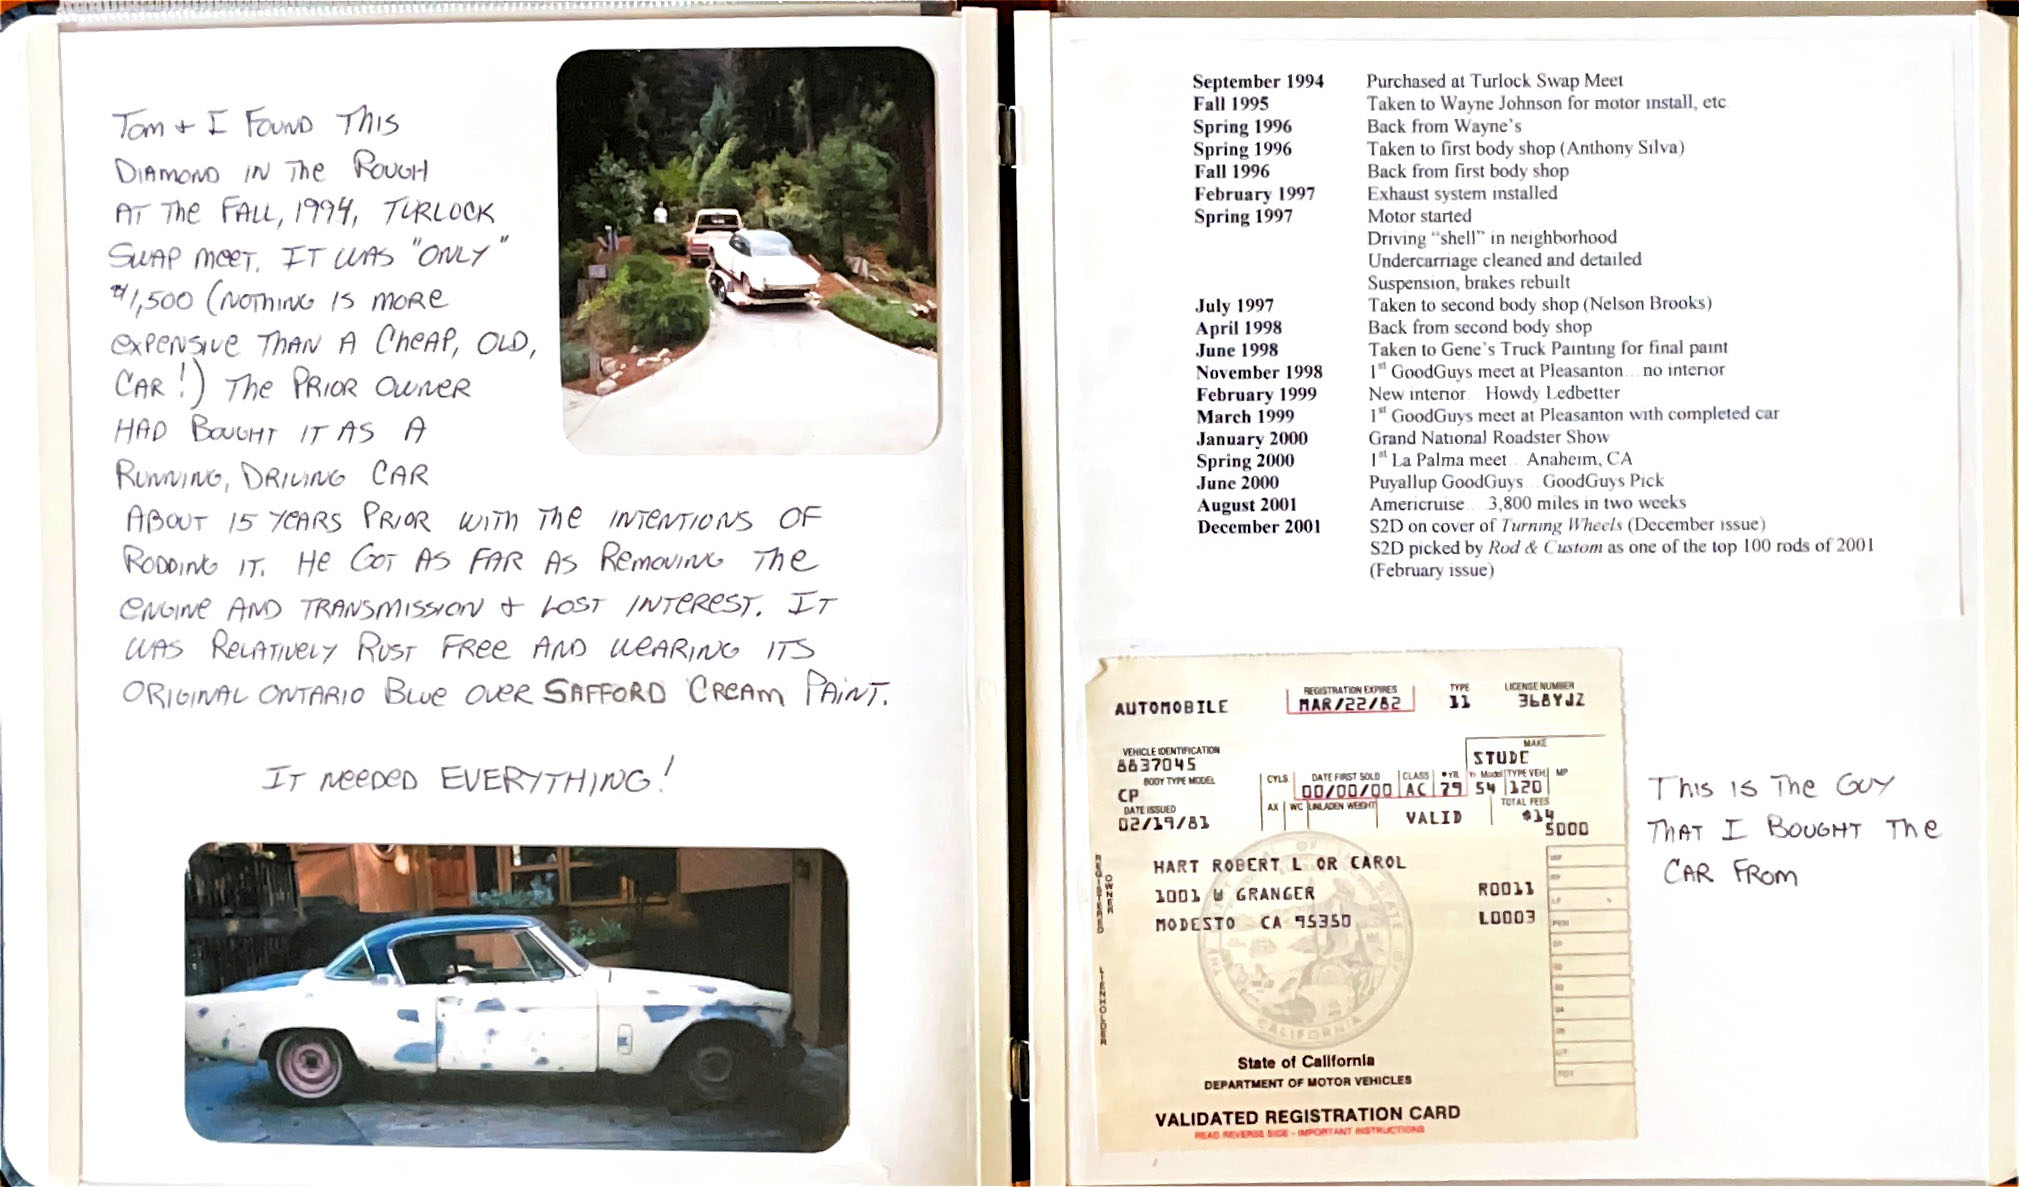 Tom + I FOUND THIS
DIAMOND IN THE ROUGH
AT THE FALL, 1994, TURLOCK
SWAP MEET. IT WAS "ONLY"
$1,500 (NOTHING IS MORE
EXPENSIVE THAN A CHEAP, OLD,
CAR!) THE PRIOR OWNER
HAD BOUGHT IT AS A
RUNNING, DRIVING CAR
ABOUT 15 YEARS PRIOR WITH THE INTENTIONS OF
RODDING IT. HE GOT AS FAR AS REMOVING THE
ENGINE AND TRANSMISSION + LOST INTEREST. IT
WAS RELATIVELY RUST FREE AND WEARING ITS
ORIGINAL ONTARIO BLUE OVER SAFFORD CREAM PAINT.
IT NEEDED EVERYTHING!
September 1994 Purchased at Turlock Swap Meet
Fall 1995 Taken to Wayne Johnson for motor install, etc
Spring 1996 Back from Wayne's
Spring 1996 Taken to first body shop (Anthony Silva)
Fall 1996 Back from first body shop
February 1997 Exhaust system installed
Spring 1997 Motor started
Driving "shell" in neighborhood
Undercarriage cleaned and detailed
Suspension, brakes rebuilt
July 1997 Taken to second body shop (Nelson Brooks)
April 1998 Back from second body shop
June 1998 Taken to Gene's Truck Painting for final paint
November 1998 1st GoodGuys meet at Pleasanton...no interior
February 1999 New interior...Howdy Ledbetter
March 1999 1st GoodGuys meet at Pleasanton with completed car
January 2000 Grand National Roadster Show
Spring 2000 1st La Palma meet...Anaheim, CA
June 2000 Puyallup GoodGuys...GoodGuys Pick
August 2001 Americruise...3,800 miles in two weeks
December 2001 S2D on cover of Turning Wheels (December issue)
S2D picked by Rod & Custom as one of the top 100 rods of 2001
(February issue)
AUTOMOBILE
REGISTRATION EXPIRES TYPE LICENSE NUMBER
MAR/22/82 11 368YJZ
VEHICLE IDENTIFICATION MAKE
8837045 STUDE
BODY TYPE MODEL CYLS DATE FIRST SOLD CLASS *YR Yr Model TYPE VEH MP
CP 00/00/00 AC 79 54 120
DATE ISSUED AX WC UNLADEN WEIGHT TOTAL FEES
02/19/81 VALID $14
5000
REGISTERED OWNER
HART ROBERT L OR CAROL
1001 W GRANGER R0011
MODESTO CA 95350 L0003
LIENHOLDER
CALIFORNIA
State of California
DEPARTMENT OF MOTOR VEHICLES
VALIDATED REGISTRATION CARD
READ REVERSE SIDE - IMPORTANT INSTRUCTIONS
THIS IS THE GUY
THAT I BOUGHT THE
CAR FROM